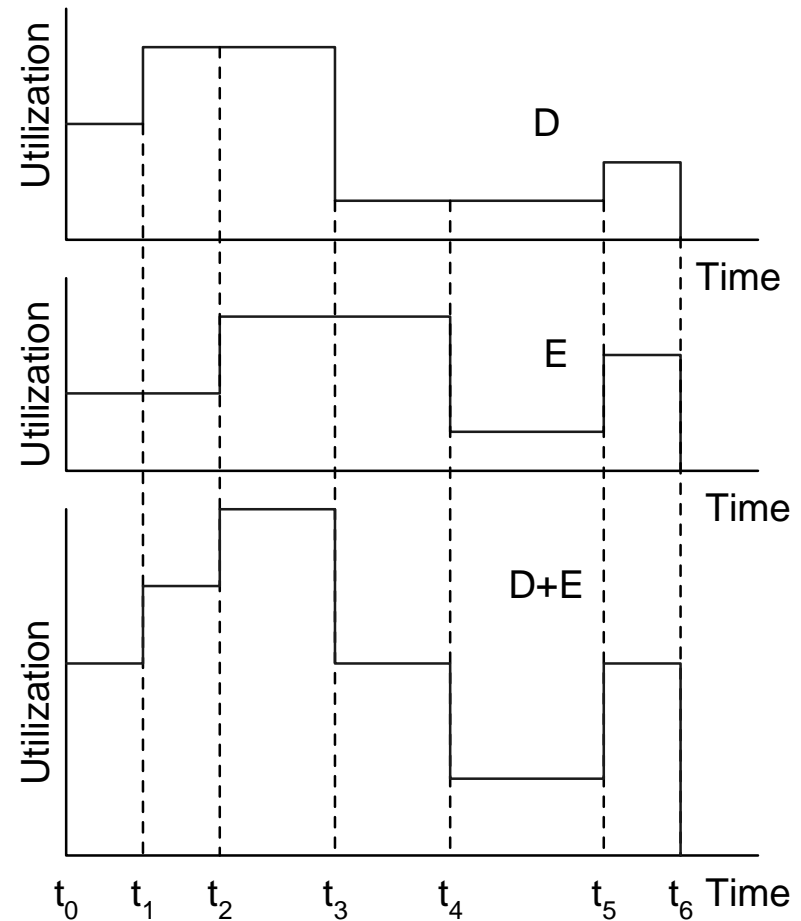 Utilization
D
Time
Utilization
E
Time
Utilization
D+E
t0 t1 t2 t3 t4 t5 t6 Time